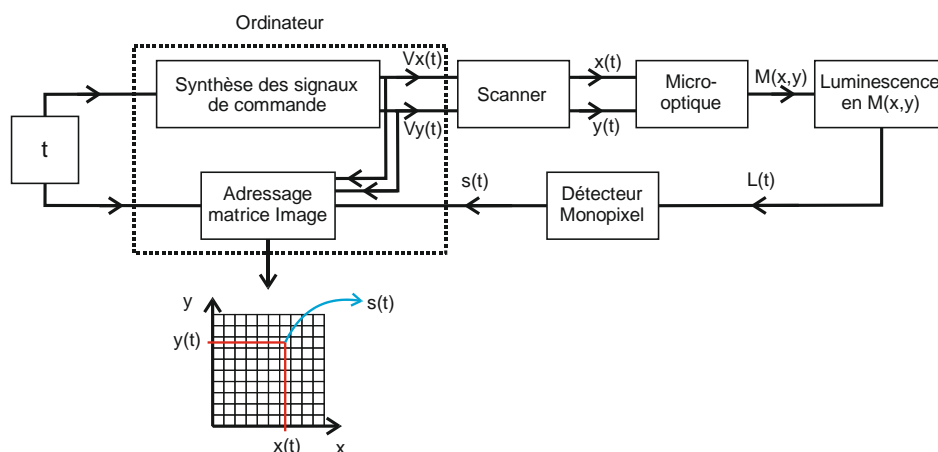 Ordinateur
Synthèse des signaux
de commande
Vx(t)
Vy(t)
Scanner
x(t)
y(t)
Micro-
optique
M(x,y)
Luminescence
en M(x,y)
t
Adressage
matrice Image
s(t)
Détecteur
Monopixel
L(t)
y
s(t)
y(t)
x(t)
x